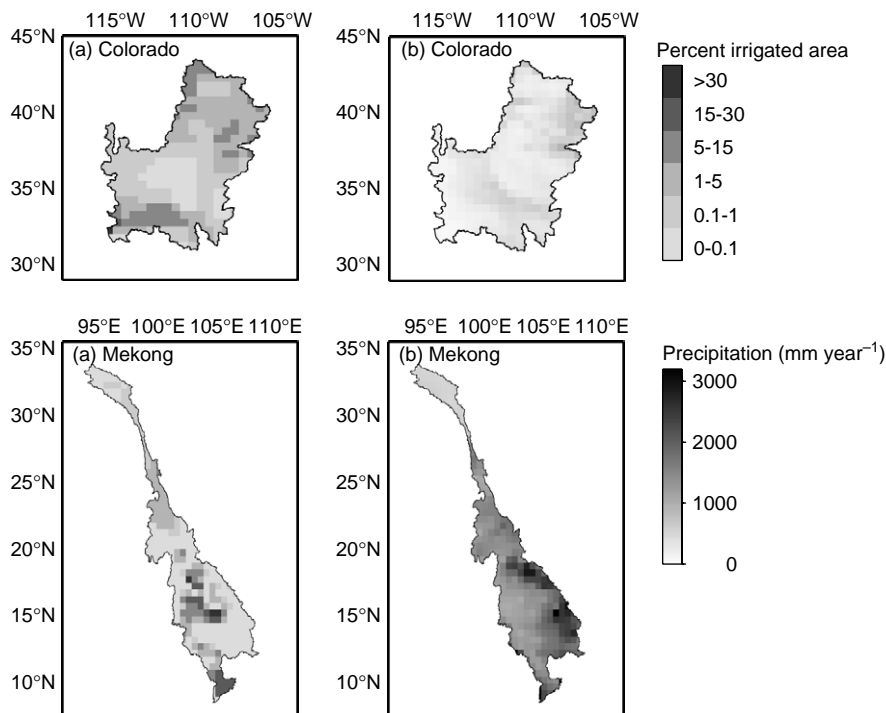 115°W 110°W 105°W
115°W 110°W 105°W
45°N
40°N
35°N
30°N
(a) Colorado
45°N
40°N
35°N
30°N
(b) Colorado
Percent irrigated area
>30
15-30
5-15
1-5
0.1-1
0-0.1
95°E 100°E 105°E 110°E
95°E 100°E 105°E 110°E
35°N
30°N
25°N
20°N
15°N
10°N
(a) Mekong
35°N
30°N
25°N
20°N
15°N
10°N
(b) Mekong
Precipitation (mm year⁻¹)
3000
2000
1000
0